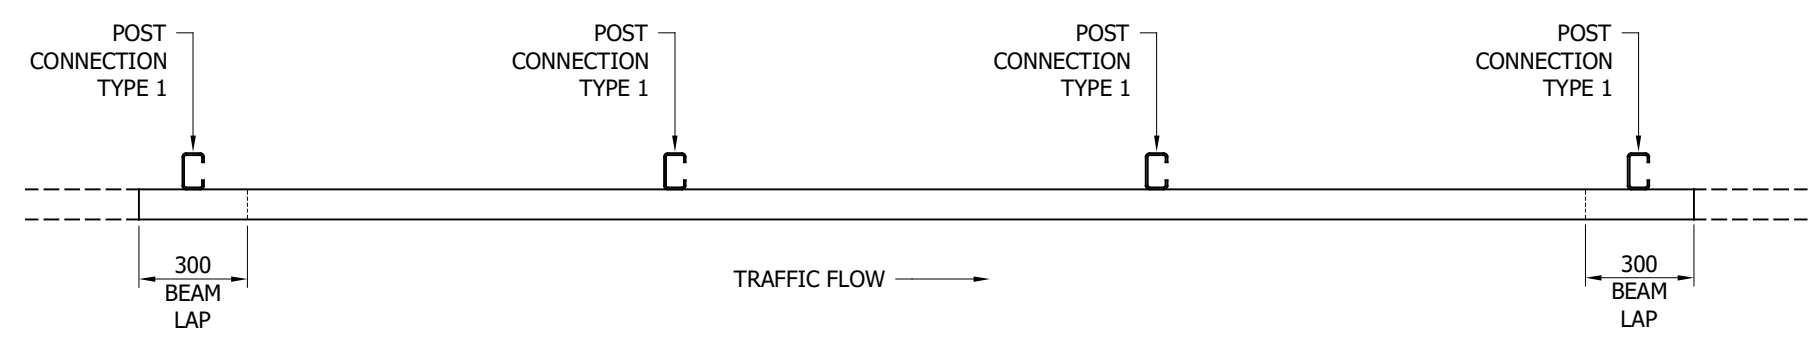 POST
CONNECTION
TYPE 1
POST
CONNECTION
TYPE 1
POST
CONNECTION
TYPE 1
POST
CONNECTION
TYPE 1
300
BEAM
LAP
TRAFFIC FLOW
300
BEAM
LAP